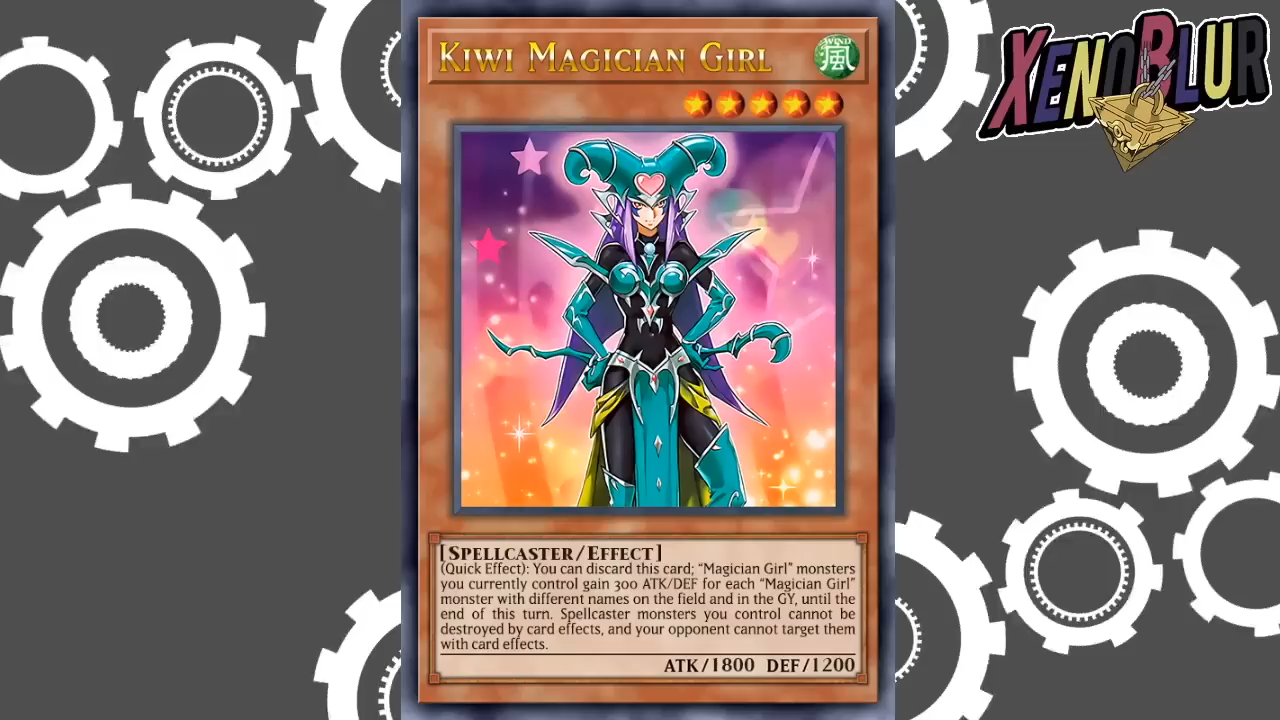 XENOBLUR
KIWI MAGICIAN GIRL
WIND
風
[SPELLCASTER/EFFECT]
(Quick Effect): You can discard this card; “Magician Girl” monsters
you currently control gain 300 ATK/DEF for each “Magician Girl”
monster with different names on the field and in the GY, until the
end of this turn. Spellcaster monsters you control cannot be
destroyed by card effects, and your opponent cannot target them
with card effects.
ATK/1800 DEF/1200